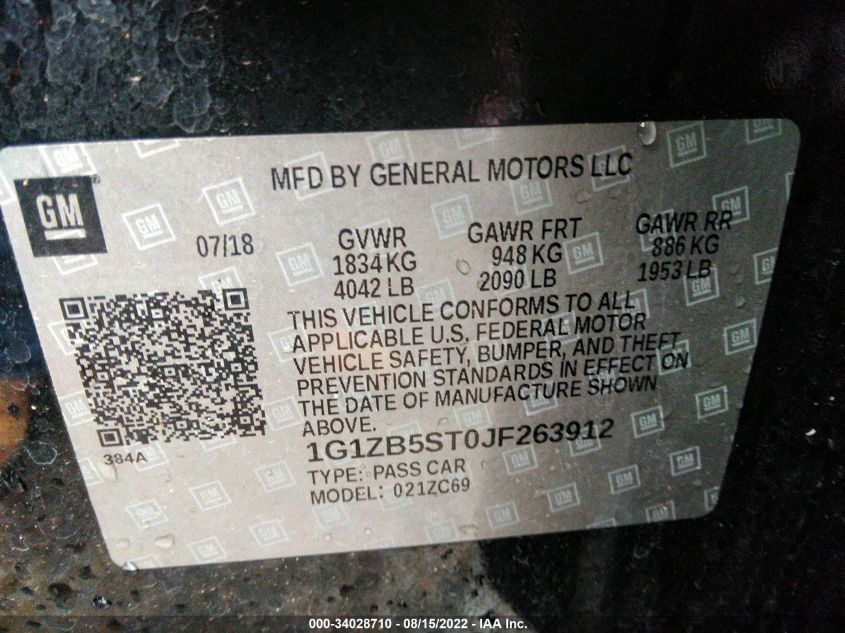 MFD BY GENERAL MOTORS LLC
GM
07/18
GVWR
1834 KG
4042 LB
GAWR FRT
948 KG
2090 LB
GAWR RR
886 KG
1953 LB
THIS VEHICLE CONFORMS TO ALL
APPLICABLE U.S. FEDERAL MOTOR
VEHICLE SAFETY, BUMPER, AND THEFT
PREVENTION STANDARDS IN EFFECT ON
THE DATE OF MANUFACTURE SHOWN
ABOVE.
384A
1G1ZB5ST0JF263912
TYPE: PASS CAR
MODEL: 021ZC69
000-34028710 - 08/15/2022 - IAA Inc.